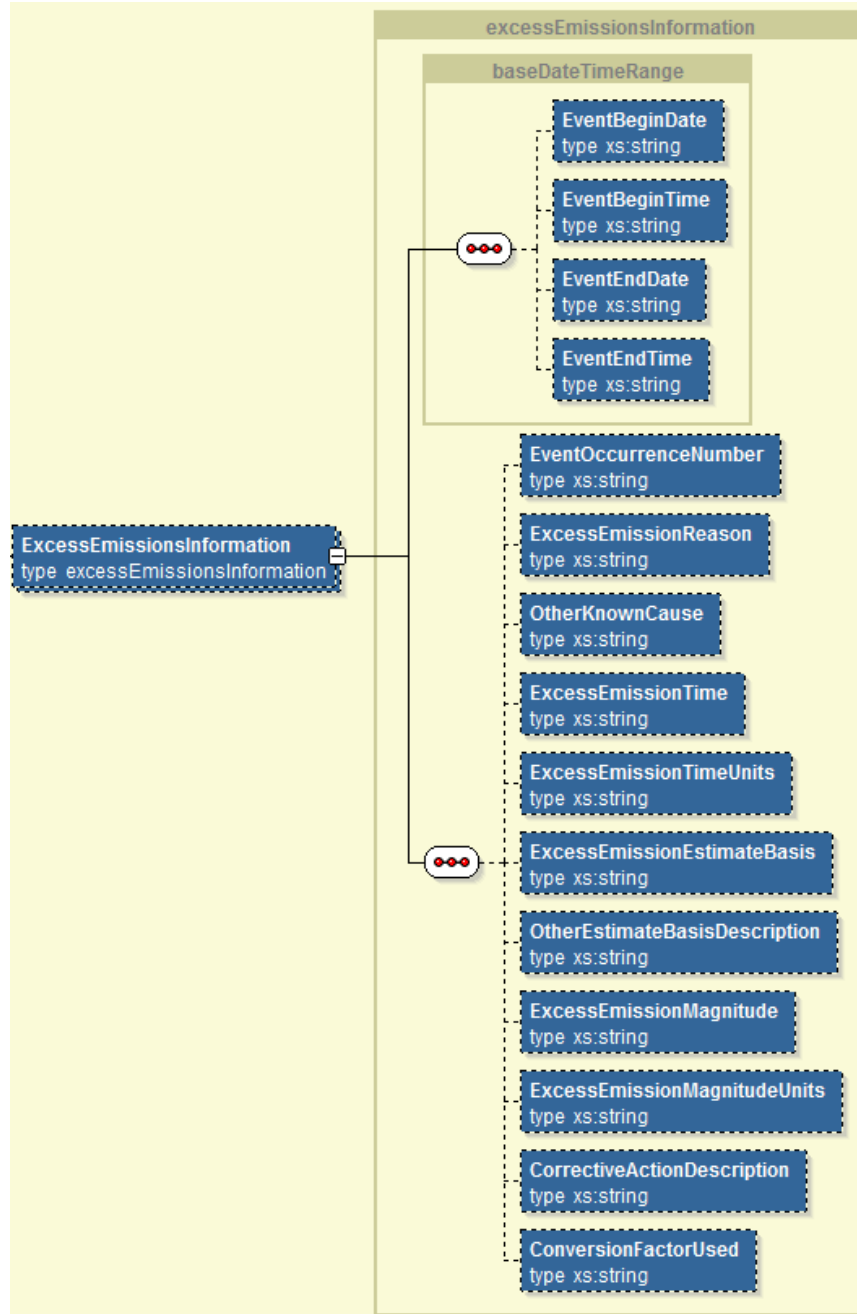 excessEmissionsInformation
baseDateTimeRange
EventBeginDate
type xs:string
EventBeginTime
type xs:string
EventEndDate
type xs:string
EventEndTime
type xs:string
ExcessEmissionsInformation
type excessEmissionsInformation
EventOccurrenceNumber
type xs:string
ExcessEmissionReason
type xs:string
OtherKnownCause
type xs:string
ExcessEmissionTime
type xs:string
ExcessEmissionTimeUnits
type xs:string
ExcessEmissionEstimateBasis
type xs:string
OtherEstimateBasisDescription
type xs:string
ExcessEmissionMagnitude
type xs:string
ExcessEmissionMagnitudeUnits
type xs:string
CorrectiveActionDescription
type xs:string
ConversionFactorUsed
type xs:string